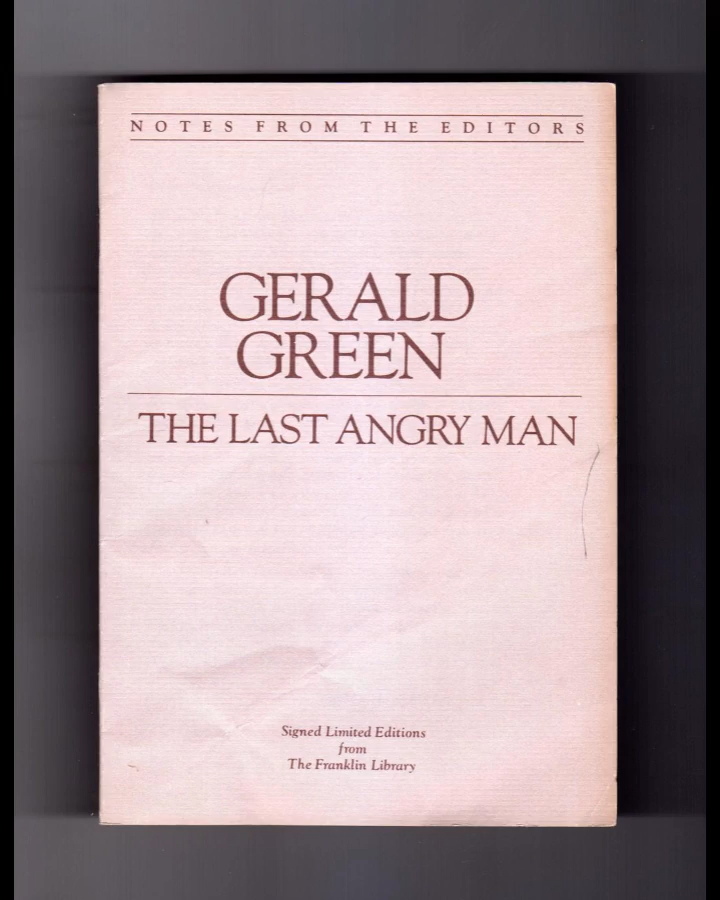 NOTES FROM THE EDITORS
GERALD
GREEN
THE LAST ANGRY MAN
Signed Limited Editions
from
The Franklin Library